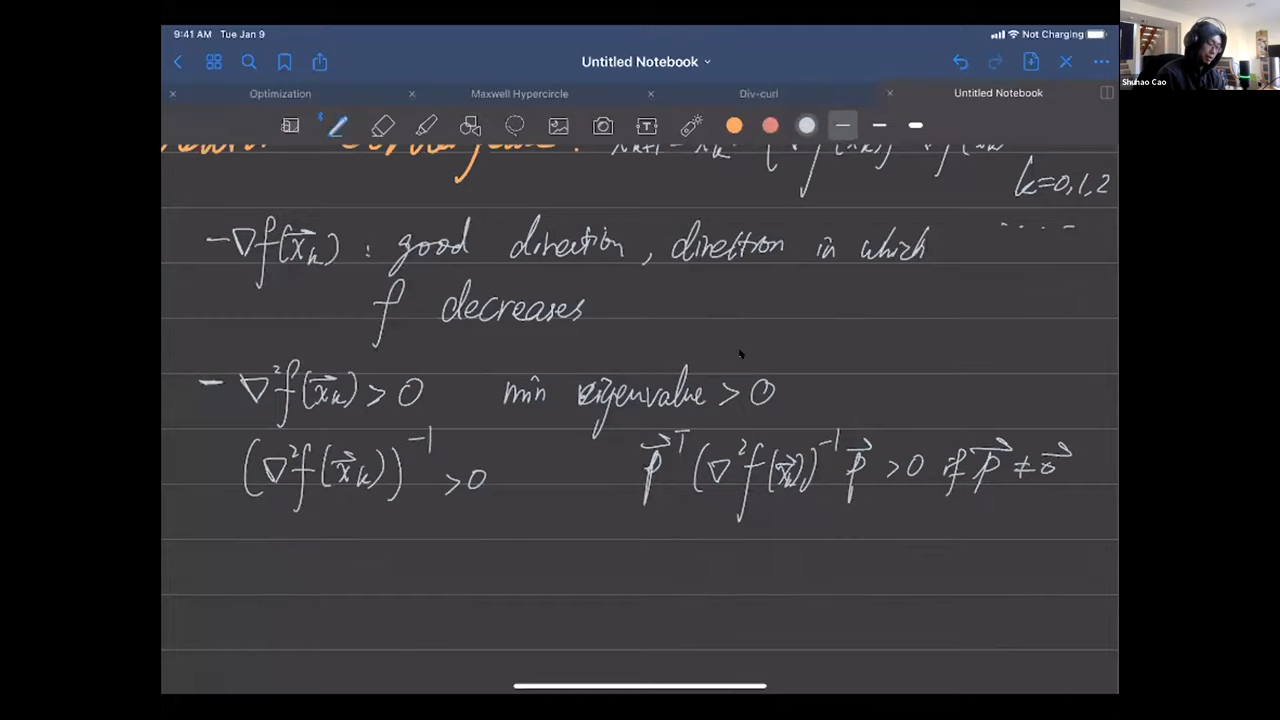 9:41 AM Tue Jan 9
Not Charging
Untitled Notebook
Optimization
Maxwell Hypercircle
Div-curl
Untitled Notebook
Shuhao Cao
k=0,1,2
....
-∇f(x⃗ₖ) : good direction, direction in which
f decreases
- ∇²f(x⃗ₖ) > 0 min eigenvalue > 0
(∇²f(x⃗ₖ))⁻¹ > 0 p⃗ᵀ(∇²f(x⃗ₖ))⁻¹p⃗ > 0 if p⃗ ≠ 0⃗